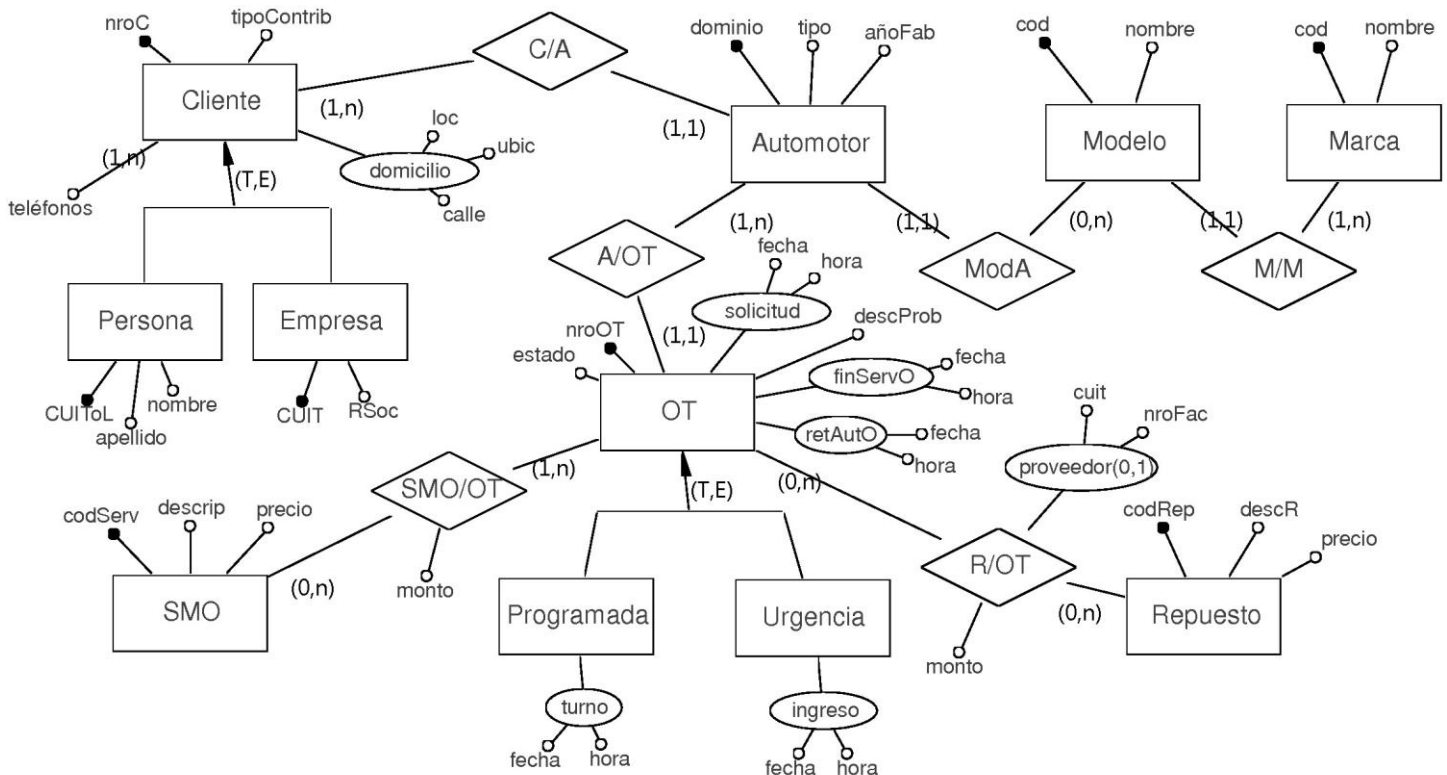 nroC
tipoContrib
C/A
dominio
tipo
añoFab
cod
nombre
cod
nombre
Cliente
(1,n)
loc
ubic
domicilio
calle
(1,1)
Automotor
Modelo
Marca
(1,n)
teléfonos
(T,E)
(1,n)
(1,1)
(0,n)
(1,1)
(1,n)
A/OT
fecha
hora
solicitud
ModA
M/M
Persona
Empresa
(1,1)
nroOT
estado
descProb
fecha
finServO
hora
CUIToL
apellido
nombre
CUIT
RSoc
OT
retAutO
fecha
hora
cuit
nroFac
proveedor(0,1)
(1,n)
SMO/OT
(T,E)
(0,n)
codServ
descrip
precio
codRep
descR
precio
monto
(0,n)
SMO
Programada
Urgencia
R/OT
(0,n)
Repuesto
monto
turno
fecha
hora
ingreso
fecha
hora